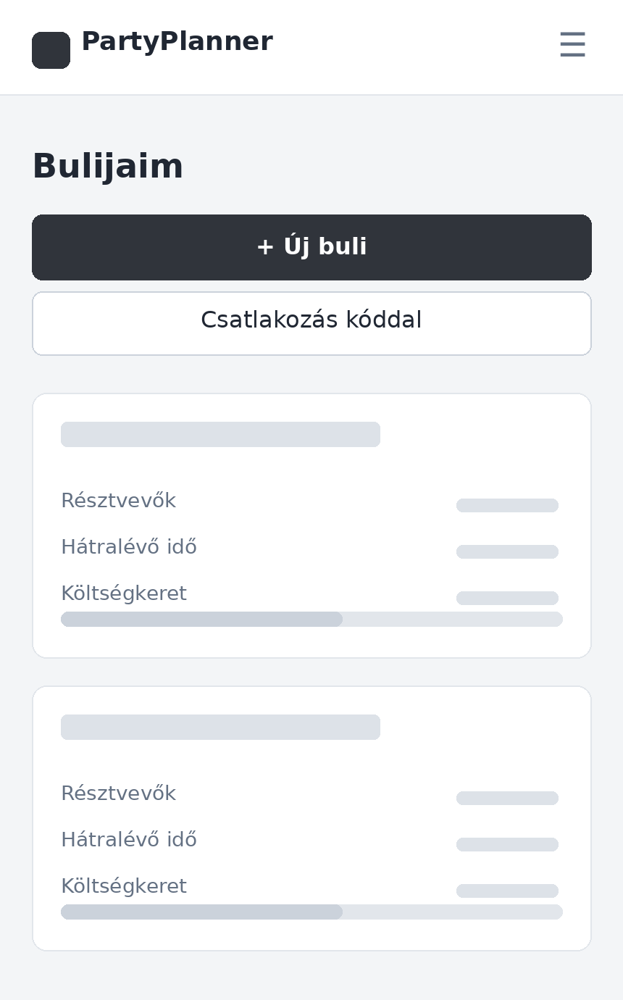 PartyPlanner
Bulijaim
+ Új buli
Csatlakozás kóddal
Résztvevők
Hátralévő idő
Költségkeret
Résztvevők
Hátralévő idő
Költségkeret